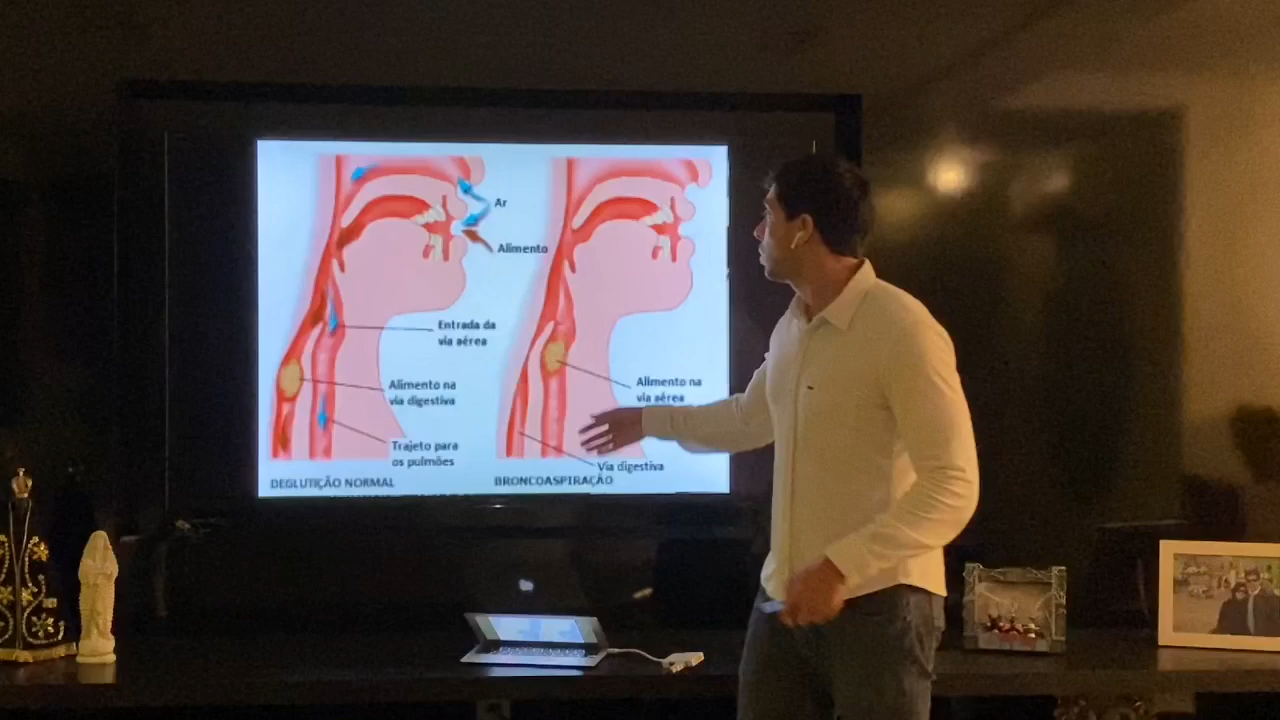 Ar
Alimento
Entrada da
via aérea
Alimento na
via digestiva
Trajeto para
os pulmões
DEGLUTIÇÃO NORMAL
Alimento na
via aérea
Via digestiva
BRONCOASPIRAÇÃO